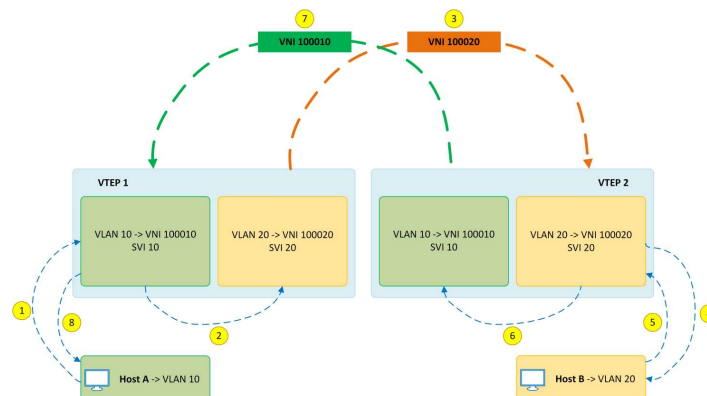 7
3
VNI 100010
VNI 100020
VTEP 1
VTEP 2
VLAN 10 -> VNI 100010
SVI 10
VLAN 20 -> VNI 100020
SVI 20
VLAN 10 -> VNI 100010
SVI 10
VLAN 20 -> VNI 100020
SVI 20
1
8
2
6
5
Host A -> VLAN 10
Host B -> VLAN 20